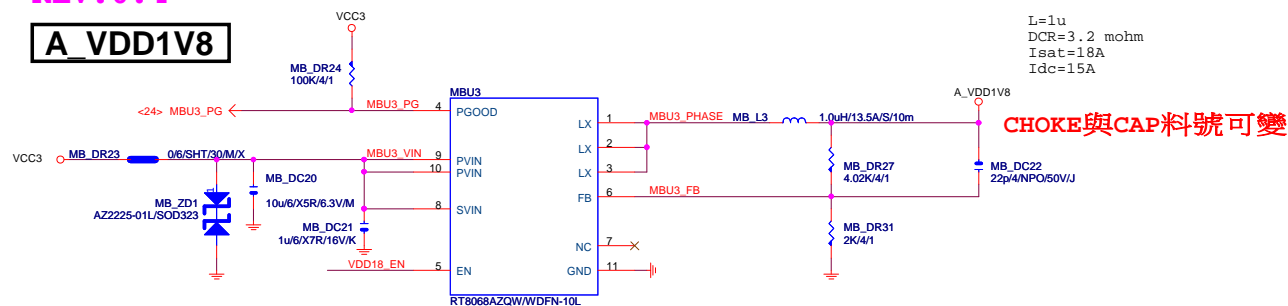 A_VDD1V8
VCC3
L=1u
DCR=3.2 mohm
Isat=18A
Idc=15A
MB_DR24
100K/4/1
MBU3
A_VDD1V8
<24> MBU3_PG
MBU3_PG
4
PGOOD
LX
1
MBU3_PHASE
MB_L3
1.0uH/13.5A/S/10m
CHOKE與CAP料號可變
VCC3
MB_DR23
0/6/SHT/30/M/X
MBU3_VIN
9
PVIN
10
PVIN
LX
2
LX
3
MB_DR27
4.02K/4/1
MB_DC22
22p/4/NPO/50V/J
MB_DC20
10u/6/X5R/6.3V/M
1
MB_ZD1
AZ2225-01L/SOD323
8
SVIN
FB
6
MBU3_FB
MB_DC21
1u/6/X7R/16V/K
MB_DR31
2K/4/1
NC
7
VDD18_EN
5
EN
GND
11
RT8068AZQW/WDFN-10L